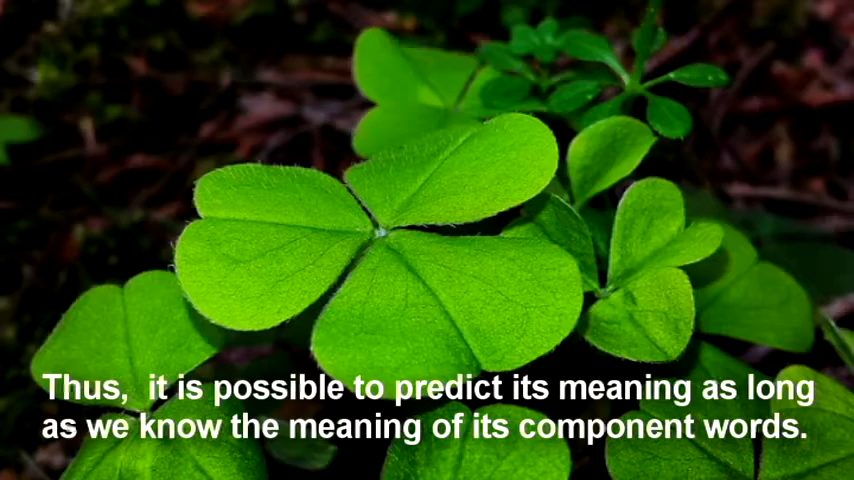 Thus,  it is possible to predict its meaning as long
as we know the meaning of its component words.